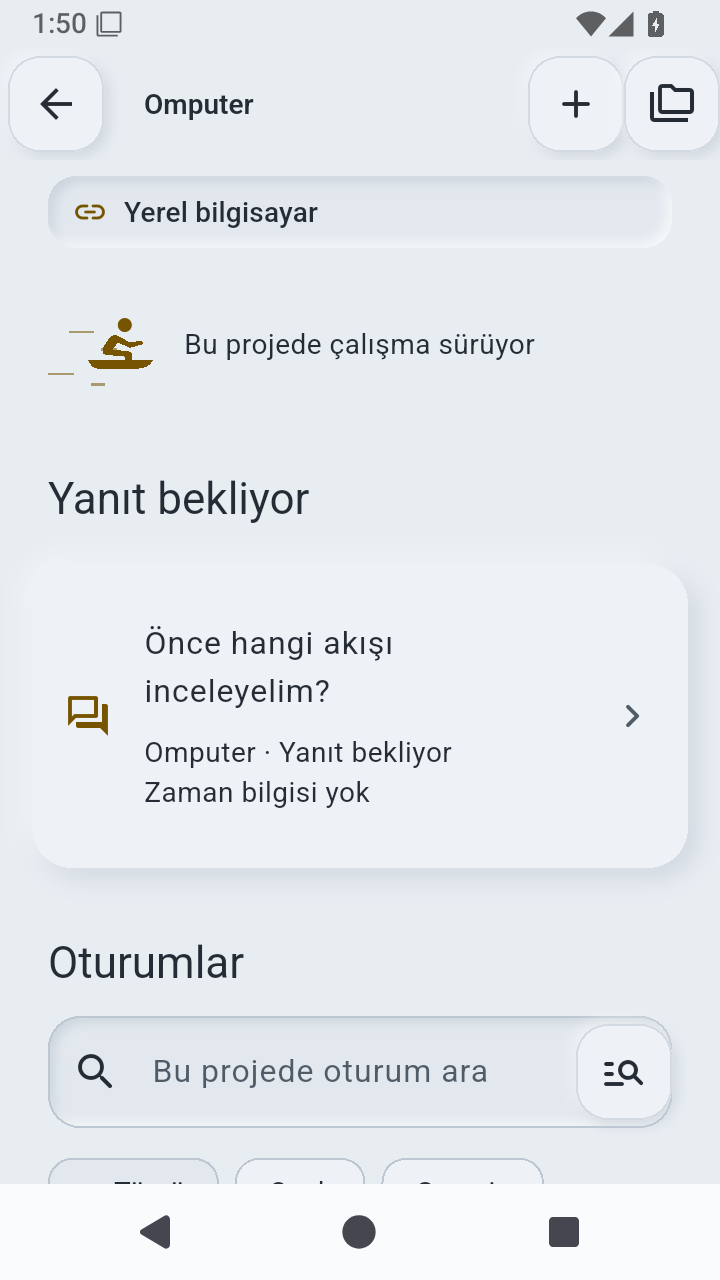 1:50
Omputer
Yerel bilgisayar
Bu projede çalışma sürüyor
Yanıt bekliyor
Önce hangi akışı
inceleyelim?
Omputer · Yanıt bekliyor
Zaman bilgisi yok
Oturumlar
Bu projede oturum ara